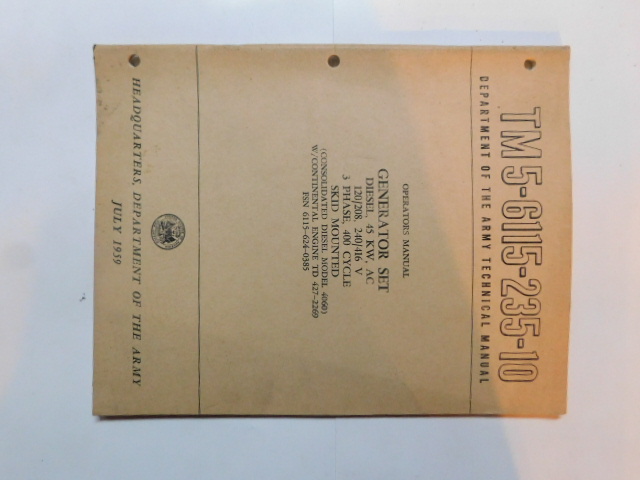 TM 5-6115-235-10
DEPARTMENT OF THE ARMY TECHNICAL MANUAL
OPERATORS MANUAL
GENERATOR SET
DIESEL, 45 KW, AC
120/208, 240/416 V
3 PHASE, 400 CYCLE
SKID MOUNTED
(CONSOLIDATED DIESEL MODEL 4060)
W/CONTINENTAL ENGINE TD 427-2269
FSN 6115-624-0385
HEADQUARTERS, DEPARTMENT OF THE ARMY
JULY 1959